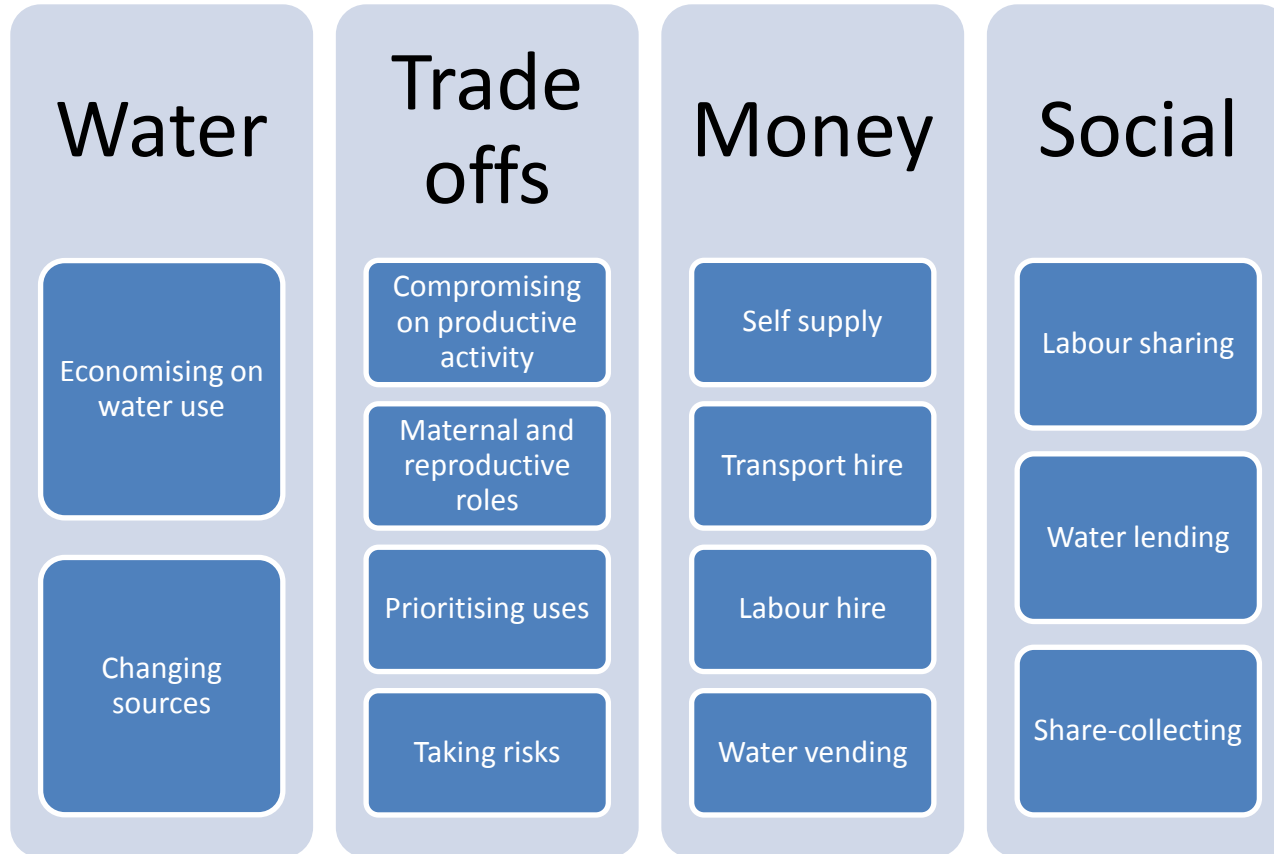 Water
Economising on
water use
Changing
sources
Trade
offs
Compromising
on productive
activity
Maternal and
reproductive
roles
Prioritising uses
Taking risks
Money
Self supply
Transport hire
Labour hire
Water vending
Social
Labour sharing
Water lending
Share-collecting